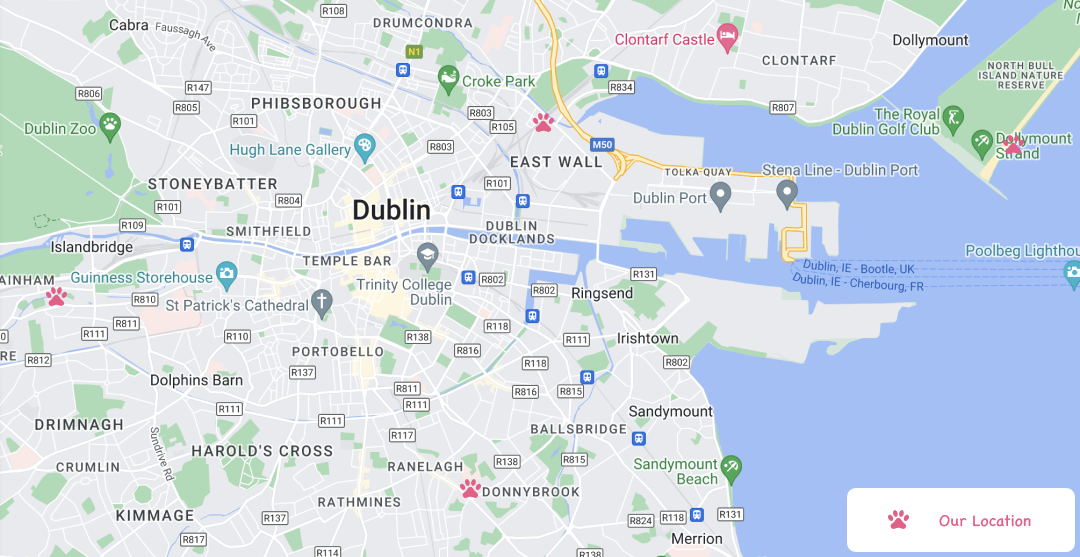 R108
DRUMCONDRA
Cabra
Faussagh Ave
N1
Clontarf Castle
Dollymount
CLONTARF
NORTH BULL
ISLAND NATURE
RESERVE
Croke Park
R147
R806
R805
R834
R807
PHIBSBOROUGH
R803
R105
R101
The Royal
Dublin Golf Club
Dublin Zoo
Hugh Lane Gallery
R803
M50
Dollymount
Strand
EAST WALL
TOLKA QUAY
Stena Line - Dublin Port
STONEYBATTER
R101
R804
Dublin Port
R101
Dublin
R109
SMITHFIELD
DUBLIN
DOCKLANDS
Islandbridge
TEMPLE BAR
Poolbeg Lighthou
Dublin, IE - Bootle, UK
Dublin, IE - Cherbourg, FR
AINHAM
Guinness Storehouse
R131
R802
Trinity College
Dublin
R802
Ringsend
R810
St Patrick's Cathedral
R811
R118
R111
R110
R138
R111
Irishtown
RE
R812
PORTOBELLO
R816
R118
R802
R137
Dolphins Barn
R811
R816
R815
R111
R111
Sandymount
R111
DRIMNAGH
R117
BALLSBRIDGE
Sundrive Rd
HAROLD'S CROSS
CRUMLIN
RANELAGH
R138
R815
Sandymount
Beach
DONNYBROOK
RATHMINES
KIMMAGE
R137
R824
R118
R131
Our Location
R817
Merrion
R114
R138